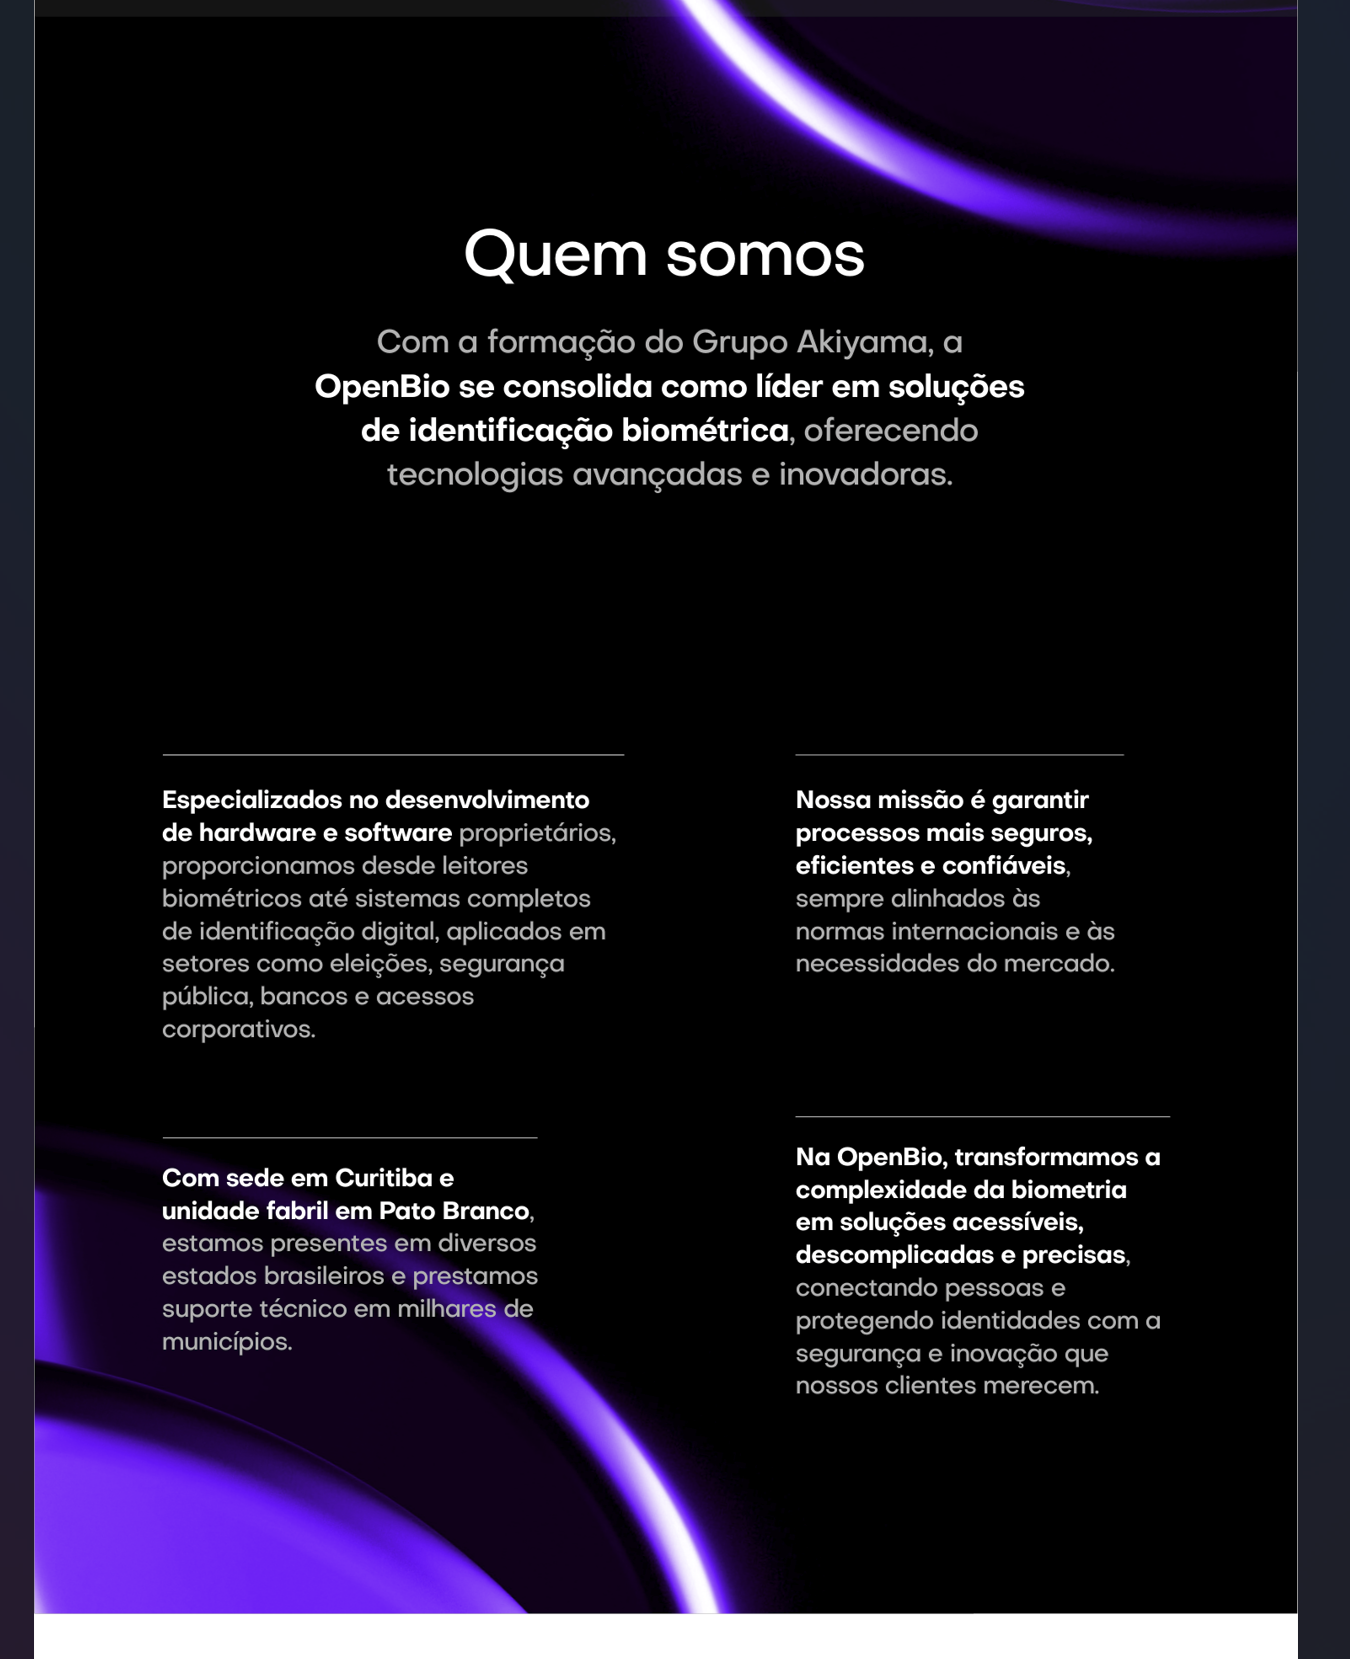 Quem somos
Com a formação do Grupo Akiyama, a
OpenBio se consolida como líder em soluções
de identificação biométrica, oferecendo
tecnologias avançadas e inovadoras.
Especializados no desenvolvimento
de hardware e software proprietários,
proporcionamos desde leitores
biométricos até sistemas completos
de identificação digital, aplicados em
setores como eleições, segurança
pública, bancos e acessos
corporativos.
Nossa missão é garantir
processos mais seguros,
eficientes e confiáveis,
sempre alinhados às
normas internacionais e às
necessidades do mercado.
Com sede em Curitiba e
unidade fabril em Pato Branco,
estamos presentes em diversos
estados brasileiros e prestamos
suporte técnico em milhares de
municípios.
Na OpenBio, transformamos a
complexidade da biometria
em soluções acessíveis,
descomplicadas e precisas,
conectando pessoas e
protegendo identidades com a
segurança e inovação que
nossos clientes merecem.